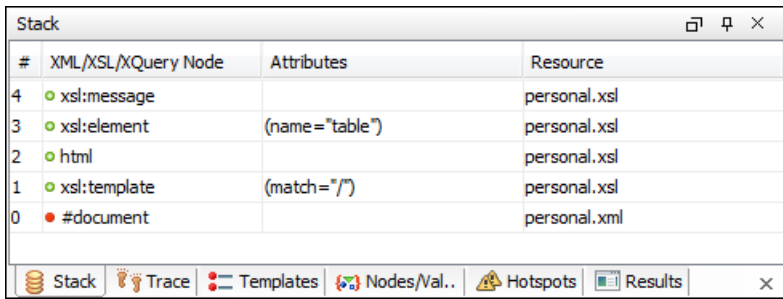 Stack
# XML/XSL/XQuery Node Attributes Resource
4 xsl:message personal.xsl
3 xsl:element (name="table") personal.xsl
2 html personal.xsl
1 xsl:template (match="/") personal.xsl
0 #document personal.xml
Stack Trace Templates Nodes/Val.. Hotspots Results